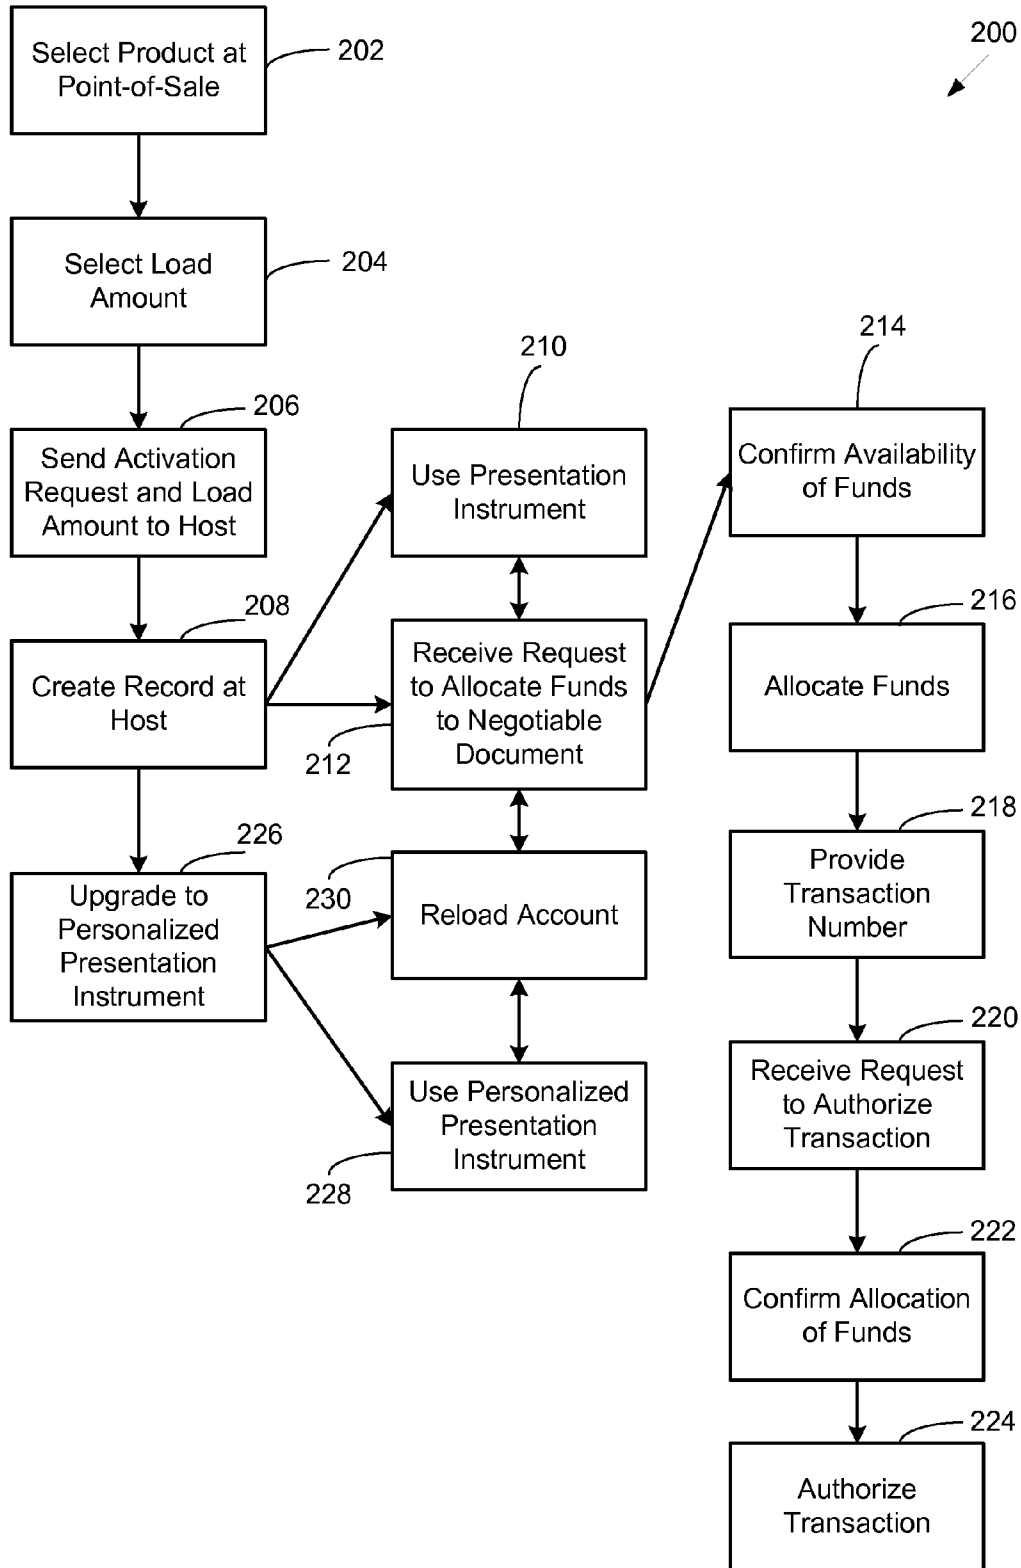 200
Select Product at
Point-of-Sale
202
Select Load
Amount
204
206
Send Activation
Request and Load
Amount to Host
208
Create Record at
Host
226
Upgrade to
Personalized
Presentation
Instrument
210
Use Presentation
Instrument
Receive Request
to Allocate Funds
to Negotiable
Document
212
230
Reload Account
Use Personalized
Presentation
Instrument
228
214
Confirm Availability
of Funds
216
Allocate Funds
218
Provide
Transaction
Number
220
Receive Request
to Authorize
Transaction
222
Confirm Allocation
of Funds
224
Authorize
Transaction